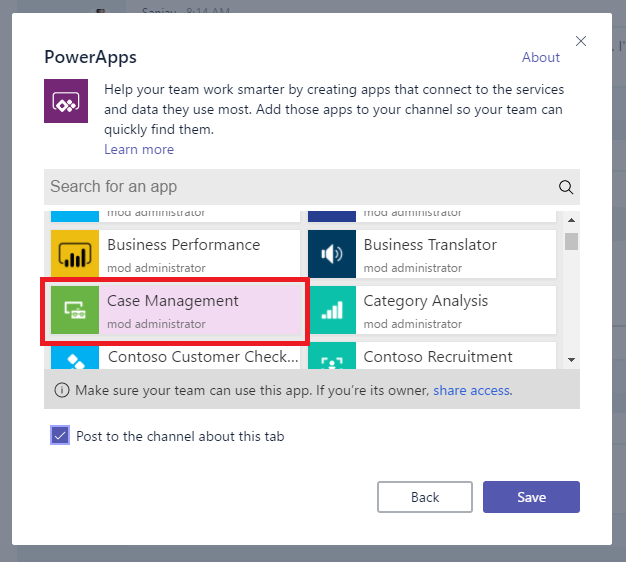 Sanjay 8:14 AM
PowerApps
About
Help your team work smarter by creating apps that connect to the services
and data they use most. Add those apps to your channel so your team can
quickly find them.
Learn more
Search for an app
mod administrator
mod administrator
Business Performance
mod administrator
Business Translator
mod administrator
Case Management
mod administrator
Category Analysis
mod administrator
Contoso Customer Check...
Contoso Recruitment
Make sure your team can use this app. If you're its owner, share access.
Post to the channel about this tab
Back
Save